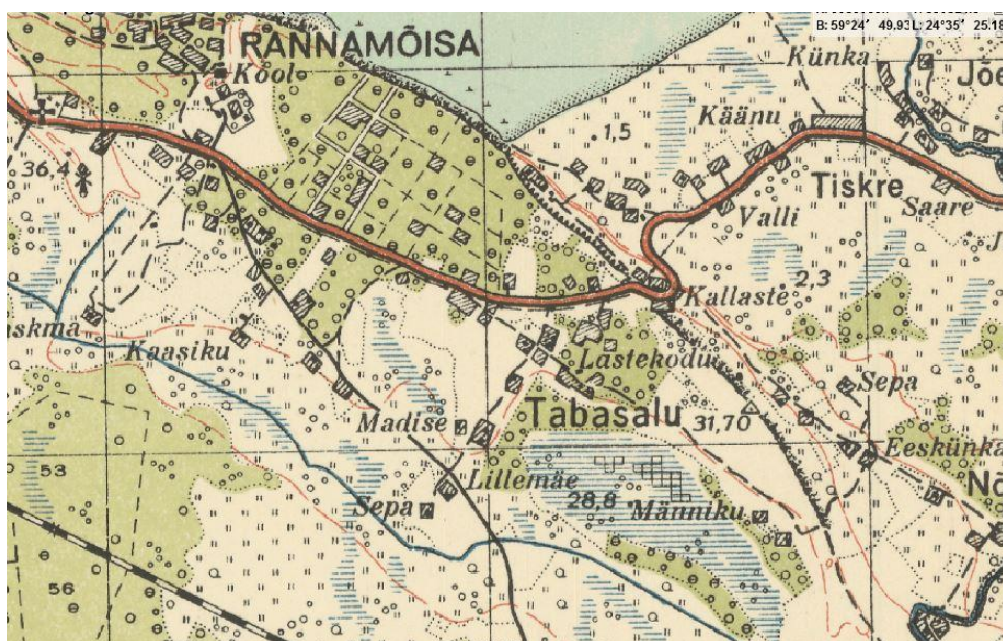 B: 59°24' 49.93L: 24°35' 25.18
RANNAMÕISA
Kool
Künka
Jõe
Käänu
1,5
36,4
Tiskre
Saare
Valli
2,3
Kallaste
Kaasiku
Lastekodu
Sepa
Tabasalu
31,70
Madise
Eeskünka
53
Lillemäe
28,8
Männiku
Sepa
56